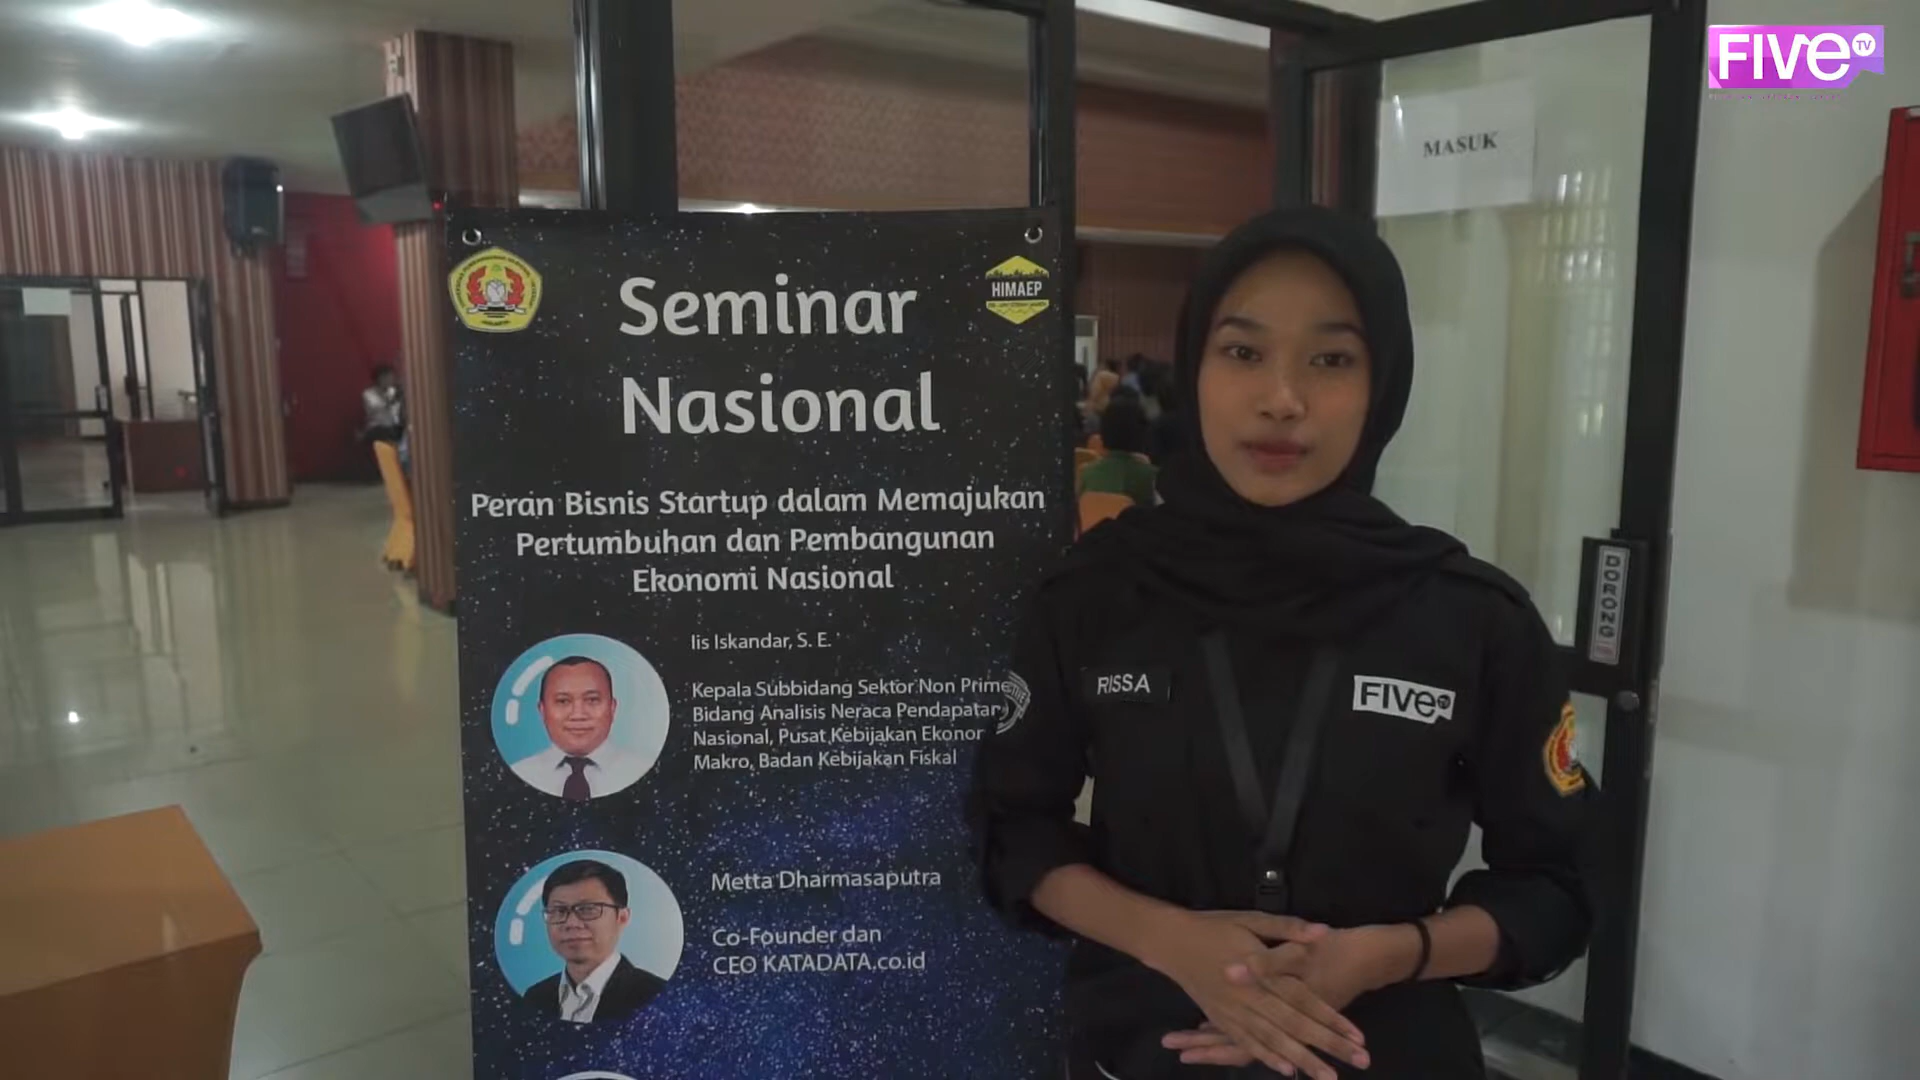 FIVE TV
MASUK
HIMAEP
Seminar
Nasional
Peran Bisnis Startup dalam Memajukan
Pertumbuhan dan Pembangunan
Ekonomi Nasional
Iis Iskandar, S. E.
Kepala Subbidang Sektor Non Prime
Bidang Analisis Neraca Pendapatan
Nasional, Pusat Kebijakan
Makro, Badan Kebijakan Fiskal
Metta Dharmasaputra
Co-Founder dan
CEO KATADATA.co.id
RISSA
FIVE TV
DORONG